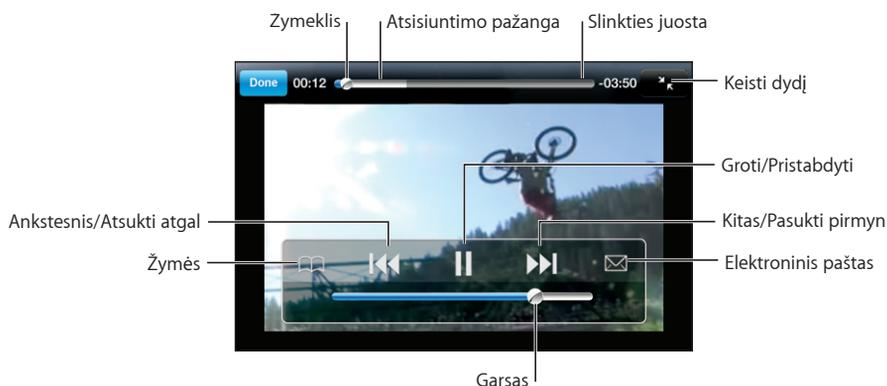 Zymeklis
Atsisiuntimo pažanga
Slinkties juosta
Done
00:12
-03:50
Keisti dydį
Groti/Pristabdyti
Ankstesnis/Atsukti atgal
Kitas/Pasukti pirmyn
Žymės
Elektroninis paštas
Garsas